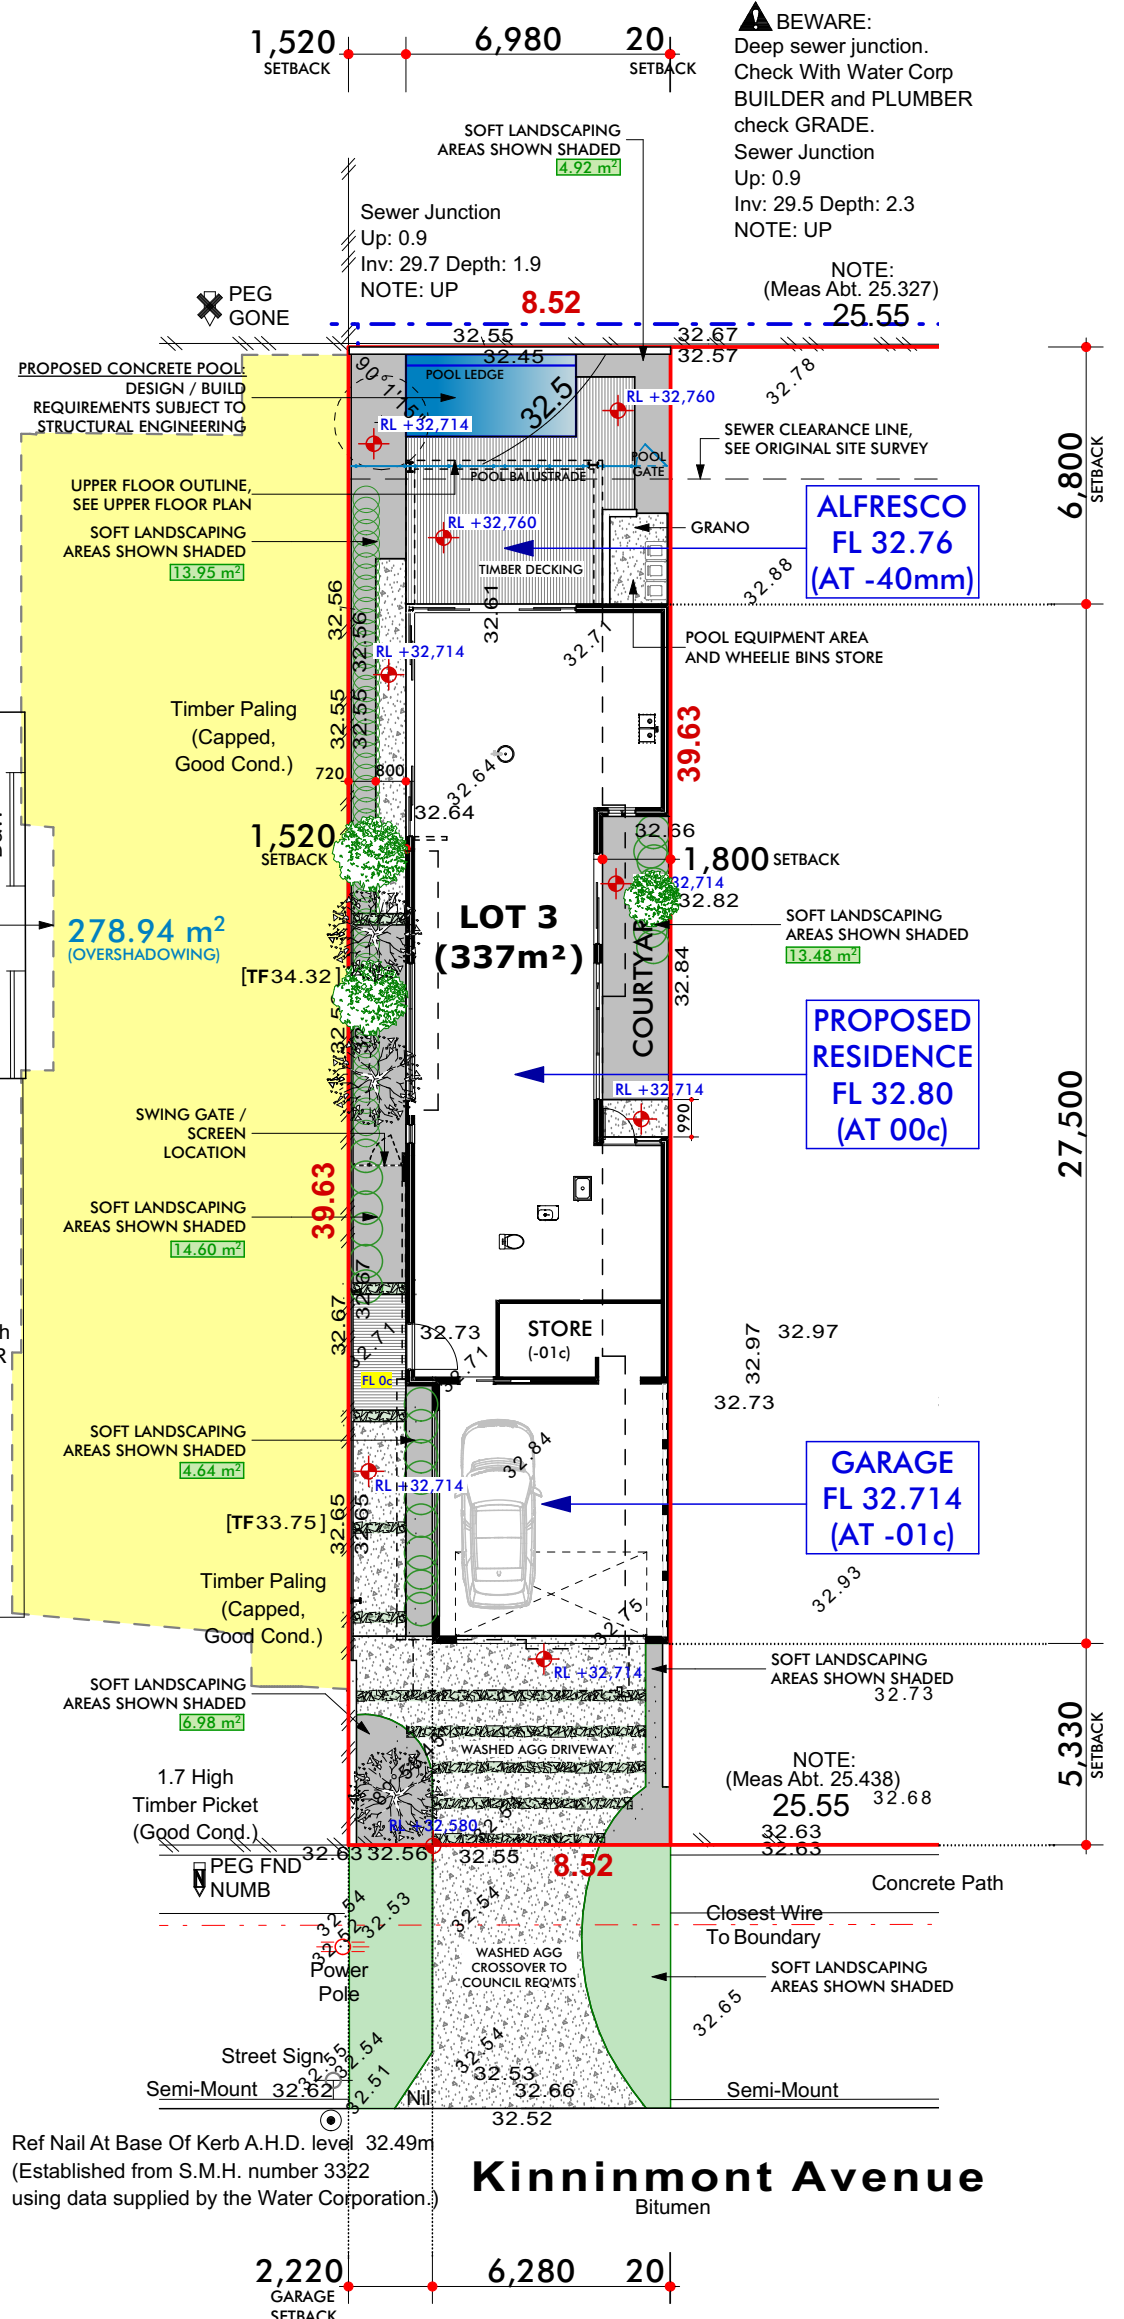 1,520
SETBACK
6,980
20
SETBACK
BEWARE:
Deep sewer junction.
Check With Water Corp
BUILDER and PLUMBER
check GRADE.
Sewer Junction
Up: 0.9
Inv: 29.5 Depth: 2.3
NOTE: UP
SOFT LANDSCAPING
AREAS SHOWN SHADED
4.92 m²
Sewer Junction
Up: 0.9
Inv: 29.7 Depth: 1.9
NOTE: UP
NOTE:
(Meas Abt. 25.327)
25.55
PEG
GONE
8.52
32.55
32.45
32.67
32.57
32.78
PROPOSED CONCRETE POOL:
DESIGN / BUILD
REQUIREMENTS SUBJECT TO
STRUCTURAL ENGINEERING
POOL LEDGE
32.5
RL +32,760
RL +32,714
SEWER CLEARANCE LINE,
SEE ORIGINAL SITE SURVEY
POOL
GATE
POOL BALUSTRADE
6,800
SETBACK
UPPER FLOOR OUTLINE,
SEE UPPER FLOOR PLAN
SOFT LANDSCAPING
AREAS SHOWN SHADED
13.95 m²
RL +32,760
GRANO
TIMBER DECKING
ALFRESCO
FL 32.76
(AT -40mm)
32.88
32.56
32.56
32.61
32.71
POOL EQUIPMENT AREA
AND WHEELIE BINS STORE
RL +32,714
Timber Paling
(Capped,
Good Cond.)
32.55
32.55
39.63
720
800
32.64
32.64
1,520
SETBACK
32.66
1,800 SETBACK
32,714
32.82
278.94 m²
(OVERSHADOWING)
LOT 3
(337m²)
SOFT LANDSCAPING
AREAS SHOWN SHADED
13.48 m²
[TF34.32]
32.84
PROPOSED
RESIDENCE
FL 32.80
(AT 00c)
RL +32,714
990
27,500
SWING GATE /
SCREEN
LOCATION
39.63
SOFT LANDSCAPING
AREAS SHOWN SHADED
14.60 m²
32.67
32.67
32.71
32.73
32.71
STORE
(-01c)
32.97
32.97
32.73
FL 0c
SOFT LANDSCAPING
AREAS SHOWN SHADED
4.64 m²
32.84
RL +32,714
GARAGE
FL 32.714
(AT -01c)
[TF33.75]
32.65
32.65
32.93
Timber Paling
(Capped,
Good Cond.)
32.75
RL +32,714
SOFT LANDSCAPING
AREAS SHOWN SHADED
32.73
SOFT LANDSCAPING
AREAS SHOWN SHADED
6.98 m²
WASHED AGG DRIVEWAY
5,330
SETBACK
1.7 High
Timber Picket
(Good Cond.)
NOTE:
(Meas Abt. 25.438)
25.55
32.68
32.63
32.63
RL +32,580
32.63
32.56
32.55
8.52
PEG FND
NUMB
Concrete Path
32.54
32.53
32.52
32.54
Closest Wire
To Boundary
Power
Pole
WASHED AGG
CROSSOVER TO
COUNCIL REQ'MTS
SOFT LANDSCAPING
AREAS SHOWN SHADED
32.65
Street Sign
32.55
32.54
32.51
32.54
32.53
32.66
Semi-Mount
32.62
Nil
Semi-Mount
32.52
Ref Nail At Base Of Kerb A.H.D. level 32.49m
(Established from S.M.H. number 3322
using data supplied by the Water Corporation.)
Kinninmont Avenue
Bitumen
2,220
GARAGE
SETBACK
6,280
20